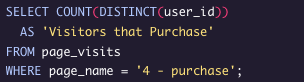 SELECT COUNT(DISTINCT(user_id))
AS 'Visitors that Purchase'
FROM page_visits
WHERE page_name = '4 - purchase';